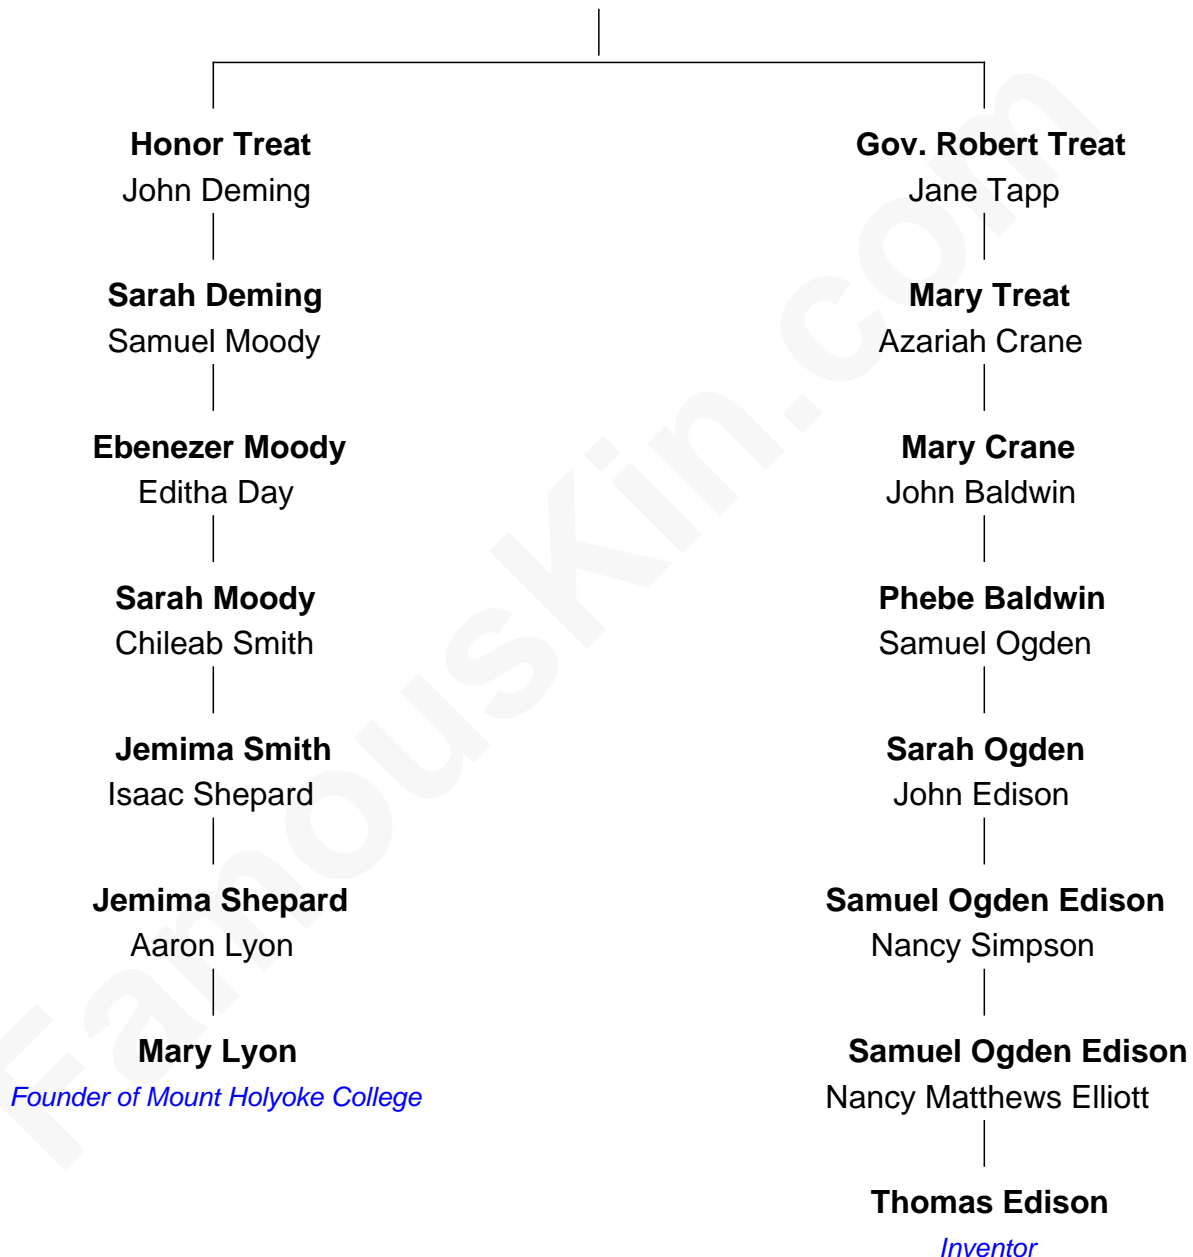 Honor Treat
John Deming
Sarah Deming
Samuel Moody
Ebenezer Moody
Editha Day
Sarah Moody
Chileab Smith
Jemima Smith
Isaac Shepard
Jemima Shepard
Aaron Lyon
Mary Lyon
Founder of Mount Holyoke College
Gov. Robert Treat
Jane Tapp
Mary Treat
Azariah Crane
Mary Crane
John Baldwin
Phebe Baldwin
Samuel Ogden
Sarah Ogden
John Edison
Samuel Ogden Edison
Nancy Simpson
Samuel Ogden Edison
Nancy Matthews Elliott
Thomas Edison
Inventor
FamousKin.com